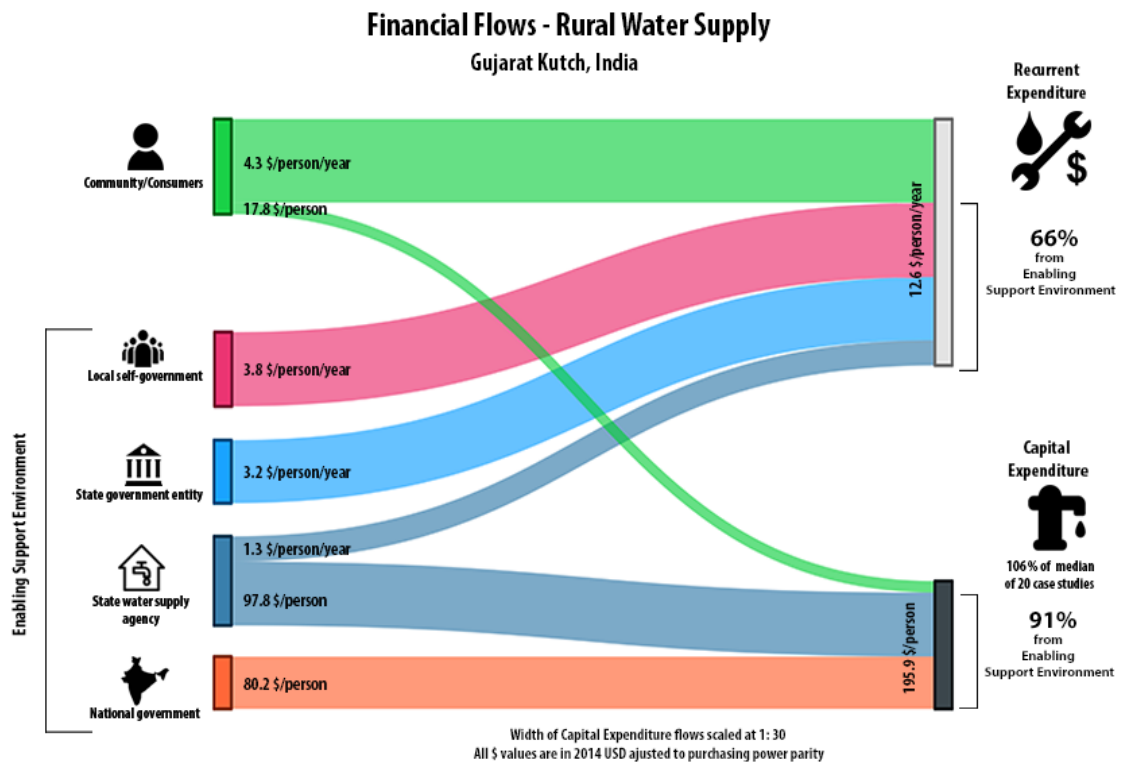 Financial Flows - Rural Water Supply
Gujarat Kutch, India
Recurrent
Expenditure
$
Community/Consumers
4.3 $/person/year
17.8 $/person
12.6 $/person/year
66%
from
Enabling
Support Environment
Enabling Support Environment
Local self-government
3.8 $/person/year
State government entity
3.2 $/person/year
State water supply
agency
1.3 $/person/year
97.8 $/person
National government
80.2 $/person
Capital
Expenditure
106% of median
of 20 case studies
195.9 $/person
91%
from
Enabling
Support Environment
Width of Capital Expenditure flows scaled at 1: 30
All $ values are in 2014 USD ajusted to purchasing power parity